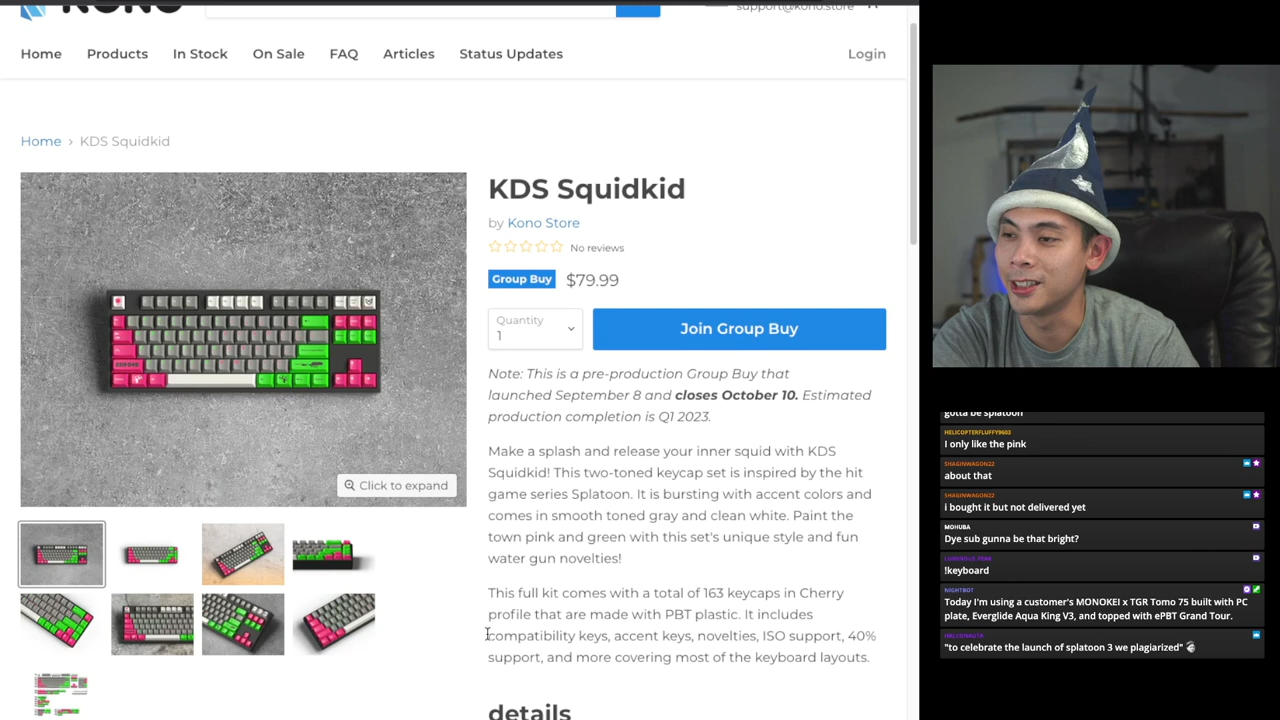 KONO
support@kono.store
Home
Products
In Stock
On Sale
FAQ
Articles
Status Updates
Login
Home > KDS Squidkid
KDS Squidkid
by Kono Store
No reviews
Group Buy $79.99
Quantity
1
Join Group Buy
Note: This is a pre-production Group Buy that
launched September 8 and closes October 10. Estimated
production completion is Q1 2023.
Make a splash and release your inner squid with KDS
Squidkid! This two-toned keycap set is inspired by the hit
game series Splatoon. It is bursting with accent colors and
comes in smooth toned gray and clean white. Paint the
town pink and green with this set's unique style and fun
water gun novelties!
This full kit comes with a total of 163 keycaps in Cherry
profile that are made with PBT plastic. It includes
compatibility keys, accent keys, novelties, ISO support, 40%
support, and more covering most of the keyboard layouts.
details
Click to expand
gotta be splatoon
HELICOPTERFLUFFY9603
I only like the pink
SHAGINWAGON22
about that
SHAGINWAGON22
i bought it but not delivered yet
MOHUBA
Dye sub gunna be that bright?
!keyboard
NIGHTBOT
Today I'm using a customer's MONOKEI x TGR Tomo 75 built with PC
plate, Everglide Aqua King V3, and topped with ePBT Grand Tour.
"to celebrate the launch of splatoon 3 we plagiarized"